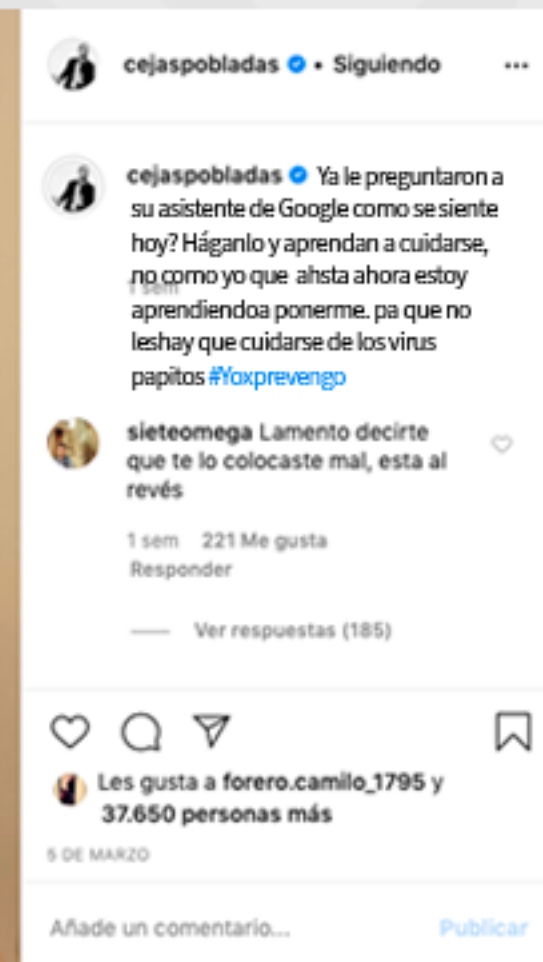 cejaspobladas • Siguiendo ...
cejaspobladas Ya le preguntaron a
su asistente de Google como se siente
hoy? Háganlo y aprendan a cuidarse,
no como yo que ahsta ahora estoy
1 sem
aprendiendoa ponerme. pa que no
leshay que cuidarse de los virus
papitos #Yoxprevengo
sieteomega Lamento decirte
que te lo colocaste mal, esta al
revés
1 sem 221 Me gusta
Responder
Ver respuestas (185)
Les gusta a forero.camilo_1795 y
37.650 personas más
5 DE MARZO
Añade un comentario... Publicar